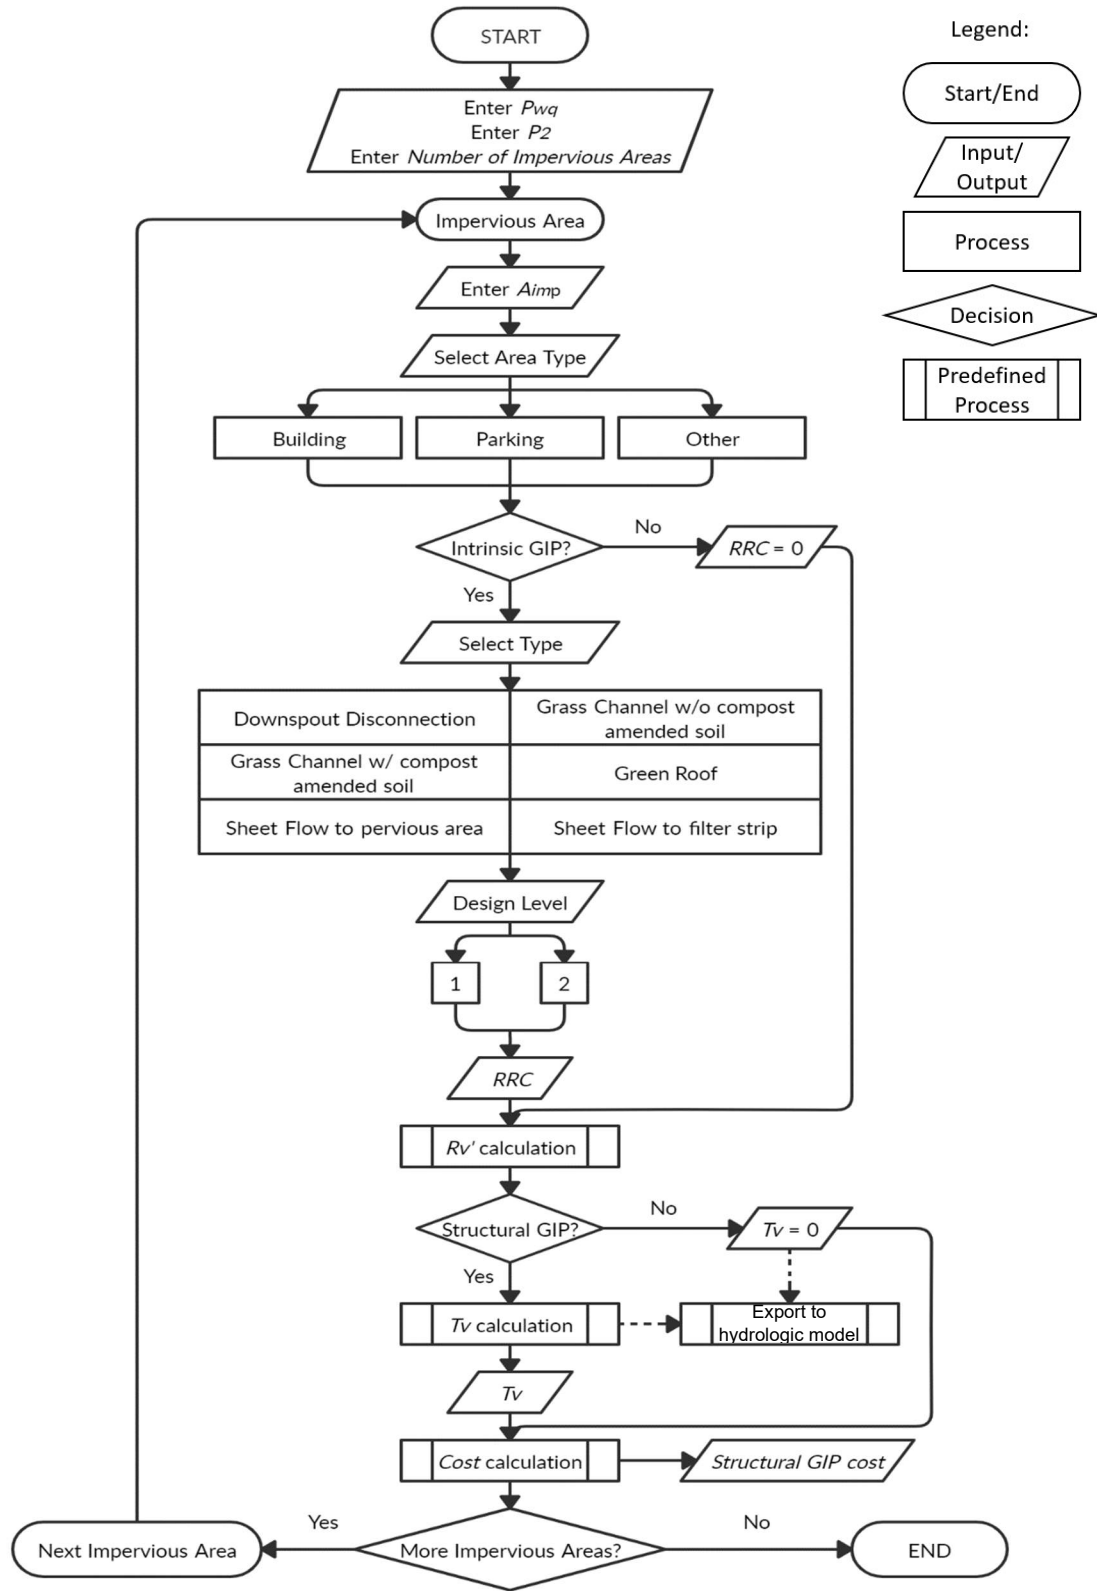 START
Enter Pwq
Enter P2
Enter Number of Impervious Areas
Impervious Area
Enter Aimp
Select Area Type
Building
Parking
Other
Intrinsic GIP?
No
RRC = 0
Yes
Select Type
Downspout Disconnection
Grass Channel w/o compost
amended soil
Grass Channel w/ compost
amended soil
Green Roof
Sheet Flow to pervious area
Sheet Flow to filter strip
Design Level
1
2
RRC
Rv' calculation
Structural GIP?
No
Tv = 0
Yes
Tv calculation
Export to
hydrologic model
Tv
Cost calculation
Structural GIP cost
More Impervious Areas?
Yes
Next Impervious Area
No
END
Legend:
Start/End
Input/
Output
Process
Decision
Predefined
Process